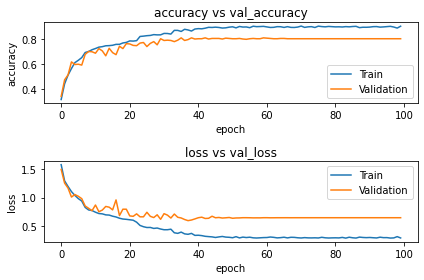 accuracy vs val_accuracy
accuracy
0.8
0.6
0.4
0 20 40 60 80 100
epoch
Train
Validation
loss vs val_loss
loss
1.5
1.0
0.5
0 20 40 60 80 100
epoch
Train
Validation